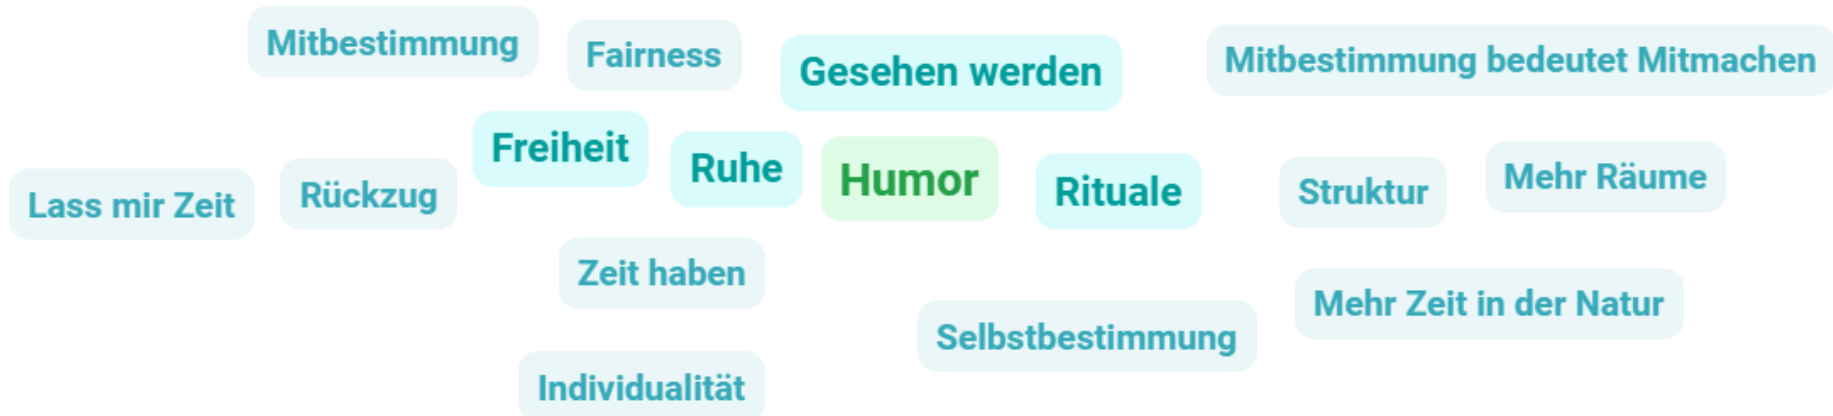 Mitbestimmung
Fairness
Gesehen werden
Mitbestimmung bedeutet Mitmachen
Freiheit
Ruhe
Humor
Rituale
Struktur
Mehr Räume
Lass mir Zeit
Rückzug
Zeit haben
Selbstbestimmung
Mehr Zeit in der Natur
Individualität